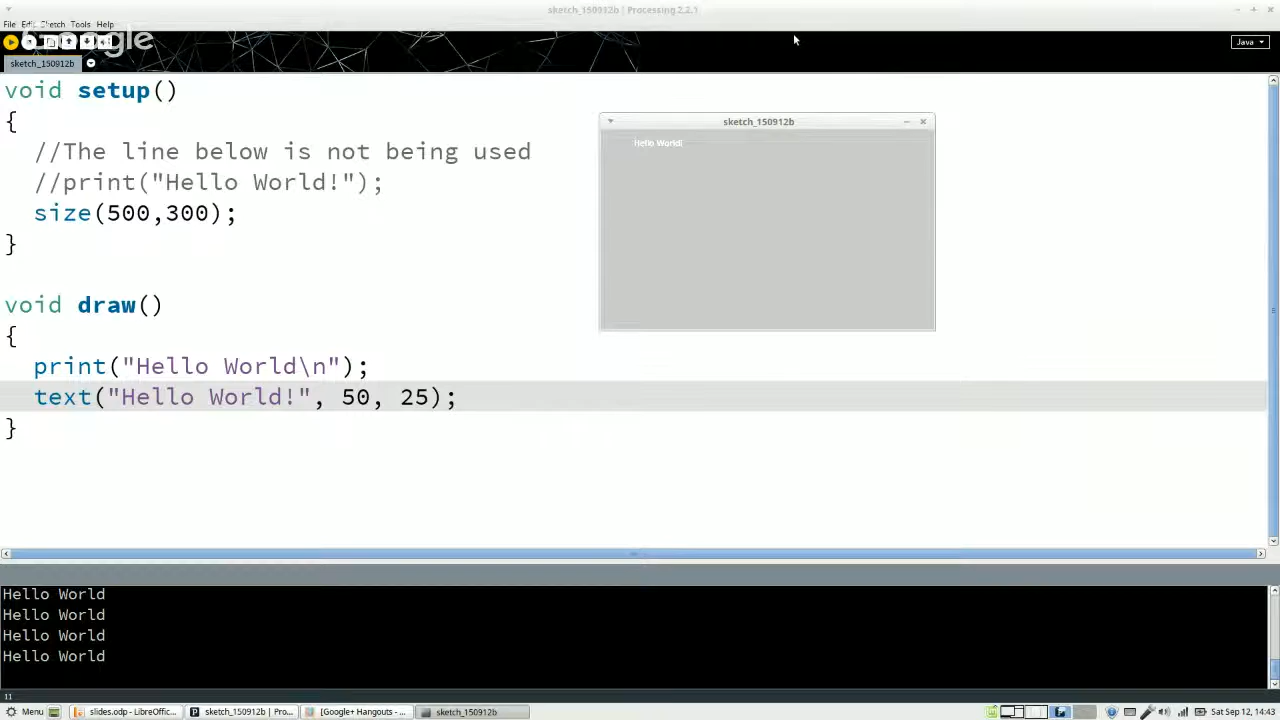 sketch_150912b | Processing 2.2.1
File Edit Sketch Tools Help
Google
Java
sketch_150912b
void setup()
{
//The line below is not being used
//print("Hello World!");
size(500,300);
}
void draw()
{
print("Hello World\n");
text("Hello World!", 50, 25);
}
sketch_150912b
Hello World!
Hello World
Hello World
Hello World
Hello World
11
Menu
slides.odp - LibreOffic...
sketch_150912b | Pro...
[Google+ Hangouts - ...
sketch_150912b
Sat Sep 12, 14:43